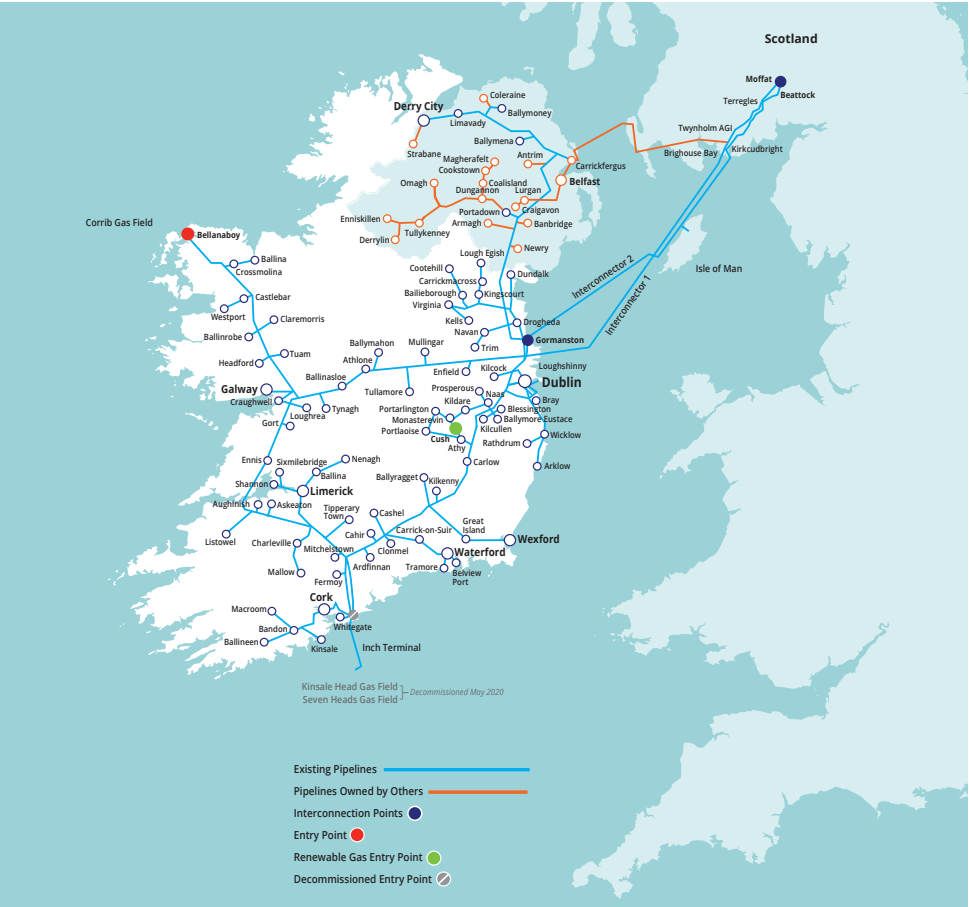 Scotland
Moffat
Beattock
Terregles
Twynholm AGI
Kirkcudbright
Brighouse Bay
Coleraine
Derry City
Ballymoney
Limavady
Ballymena
Strabane
Magherafelt
Antrim
Cookstown
Carrickfergus
Omagh
Coalisland
Belfast
Dungannon
Lurgan
Portadown
Craigavon
Enniskillen
Armagh
Banbridge
Tullykenney
Derrylin
Newry
Corrib Gas Field
Bellanaboy
Lough Egish
Ballina
Crossmolina
Cootehill
Dundalk
Isle of Man
Carrickmacross
Interconnector 2
Bailieborough
Kingscourt
Castlebar
Virginia
Interconnector 1
Westport
Claremorris
Kells
Drogheda
Navan
Ballinrobe
Gormanston
Ballymahon
Mullingar
Trim
Tuam
Athlone
Headford
Loughshinny
Enfield
Kilcock
Ballinasloe
Dublin
Galway
Tullamore
Prosperous
Naas
Craughwell
Kildare
Bray
Loughrea
Tynagh
Portarlington
Blessington
Monasterevin
Ballymore Eustace
Gort
Portlaoise
Kilcullen
Cush
Wicklow
Athy
Rathdrum
Ennis
Sixmilebridge
Nenagh
Carlow
Arklow
Ballina
Shannon
Ballyragget
Kilkenny
Limerick
Aughinish
Askeaton
Tipperary
Town
Cashel
Great
Island
Carrick-on-Suir
Cahir
Wexford
Listowel
Charleville
Mitchelstown
Clonmel
Waterford
Ardfinnan
Tramore
Belview
Port
Mallow
Fermoy
Cork
Macroom
Whitegate
Bandon
Ballineen
Kinsale
Inch Terminal
Kinsale Head Gas Field
Seven Heads Gas Field
Decommissioned May 2020
Existing Pipelines
Pipelines Owned by Others
Interconnection Points
Entry Point
Renewable Gas Entry Point
Decommissioned Entry Point